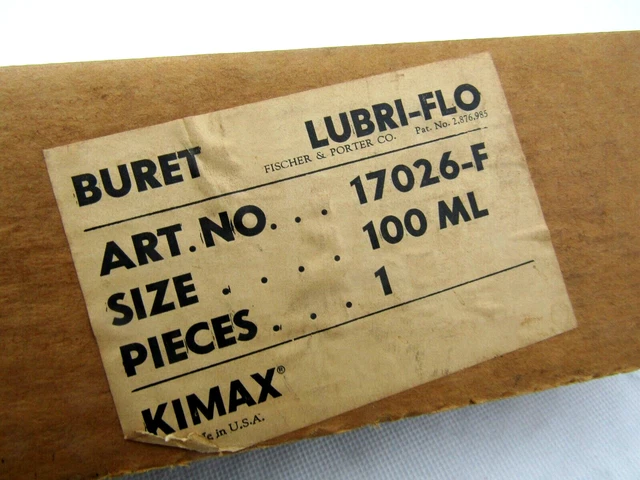 BURET LUBRI-FLO
FISCHER & PORTER CO. Pat. No. 2,876,985
ART. NO. . . . 17026-F
SIZE . . . . 100 ML
PIECES . . . . 1
KIMAX®
in U.S.A.